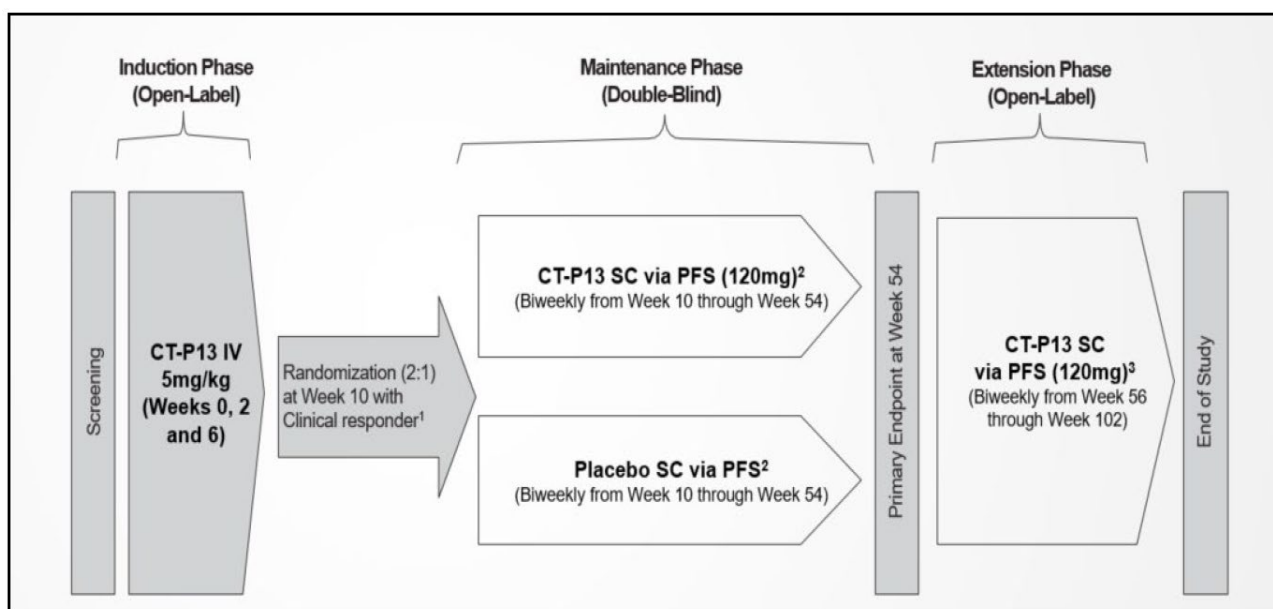 Induction Phase
(Open-Label)
Maintenance Phase
(Double-Blind)
Extension Phase
(Open-Label)
Screening
CT-P13 IV
5mg/kg
(Weeks 0, 2
and 6)
Randomization (2:1)
at Week 10 with
Clinical responder¹
CT-P13 SC via PFS (120mg)²
(Biweekly from Week 10 through Week 54)
Placebo SC via PFS²
(Biweekly from Week 10 through Week 54)
Primary Endpoint at Week 54
CT-P13 SC
via PFS (120mg)³
(Biweekly from Week 56
through Week 102)
End of Study